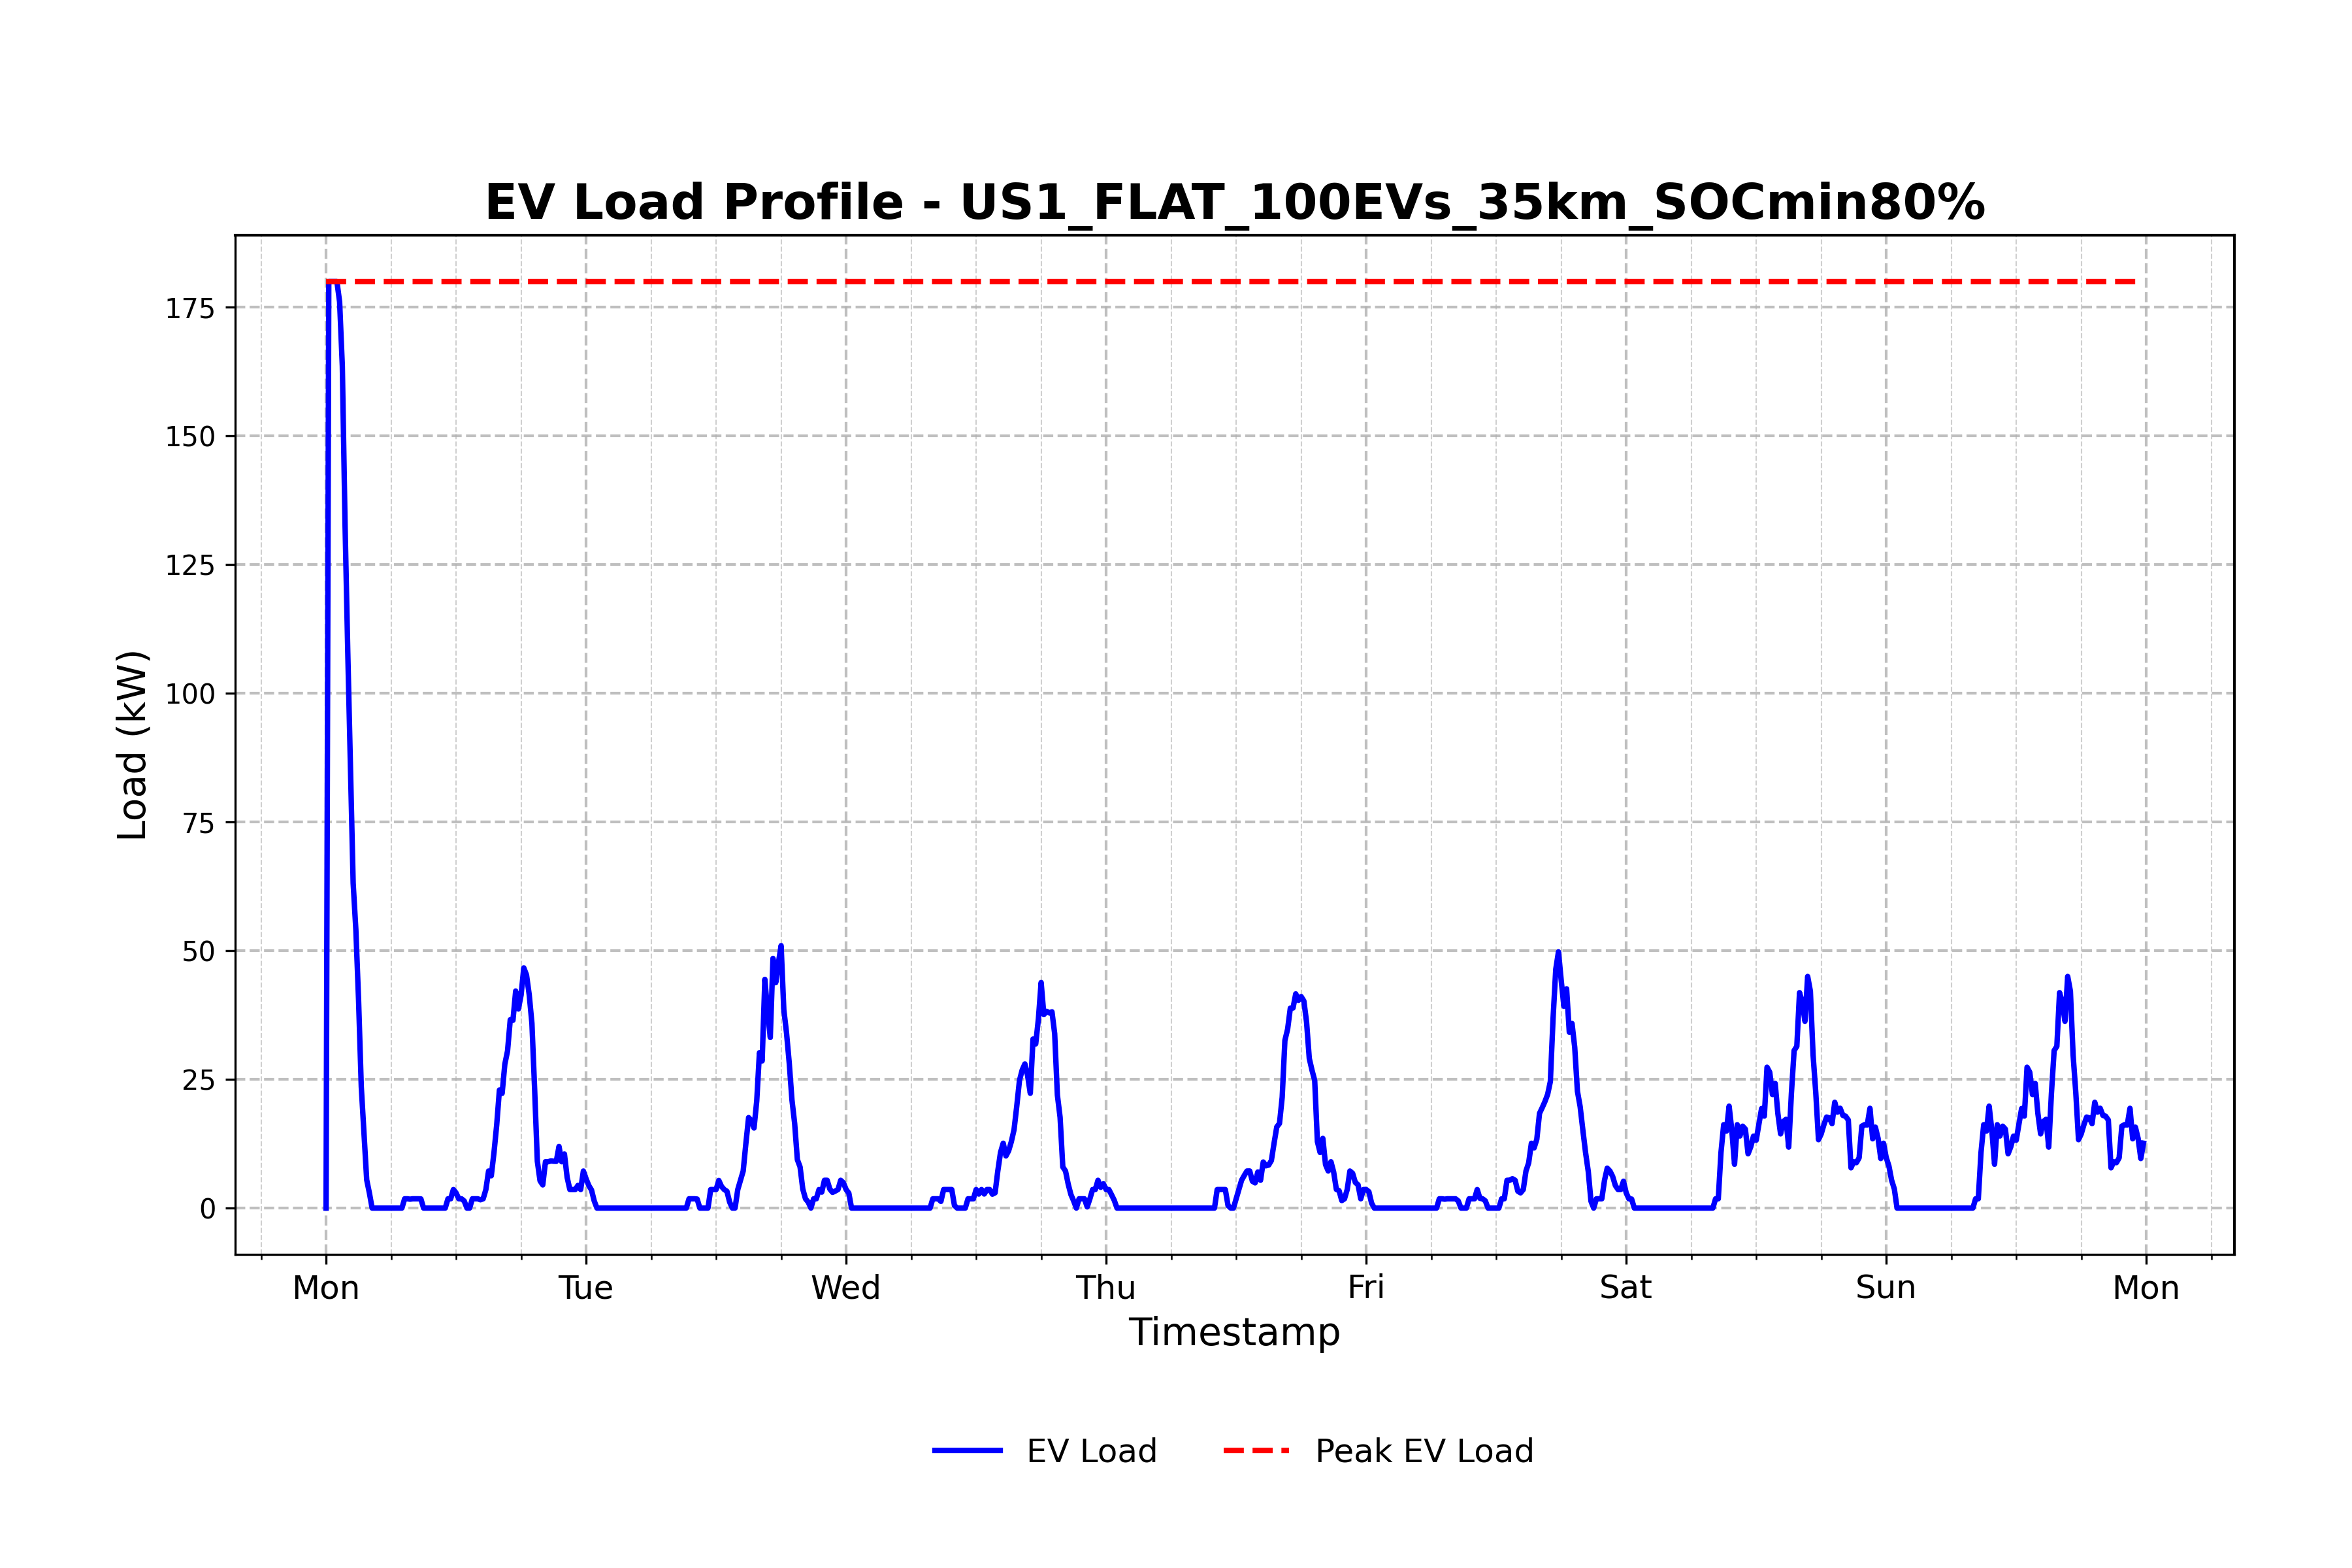 EV Load Profile - US1_FLAT_100EVs_35km_SOCmin80%
Load (kW)
175
150
125
100
75
50
25
0
Mon Tue Wed Thu Fri Sat Sun Mon
Timestamp
EV Load Peak EV Load